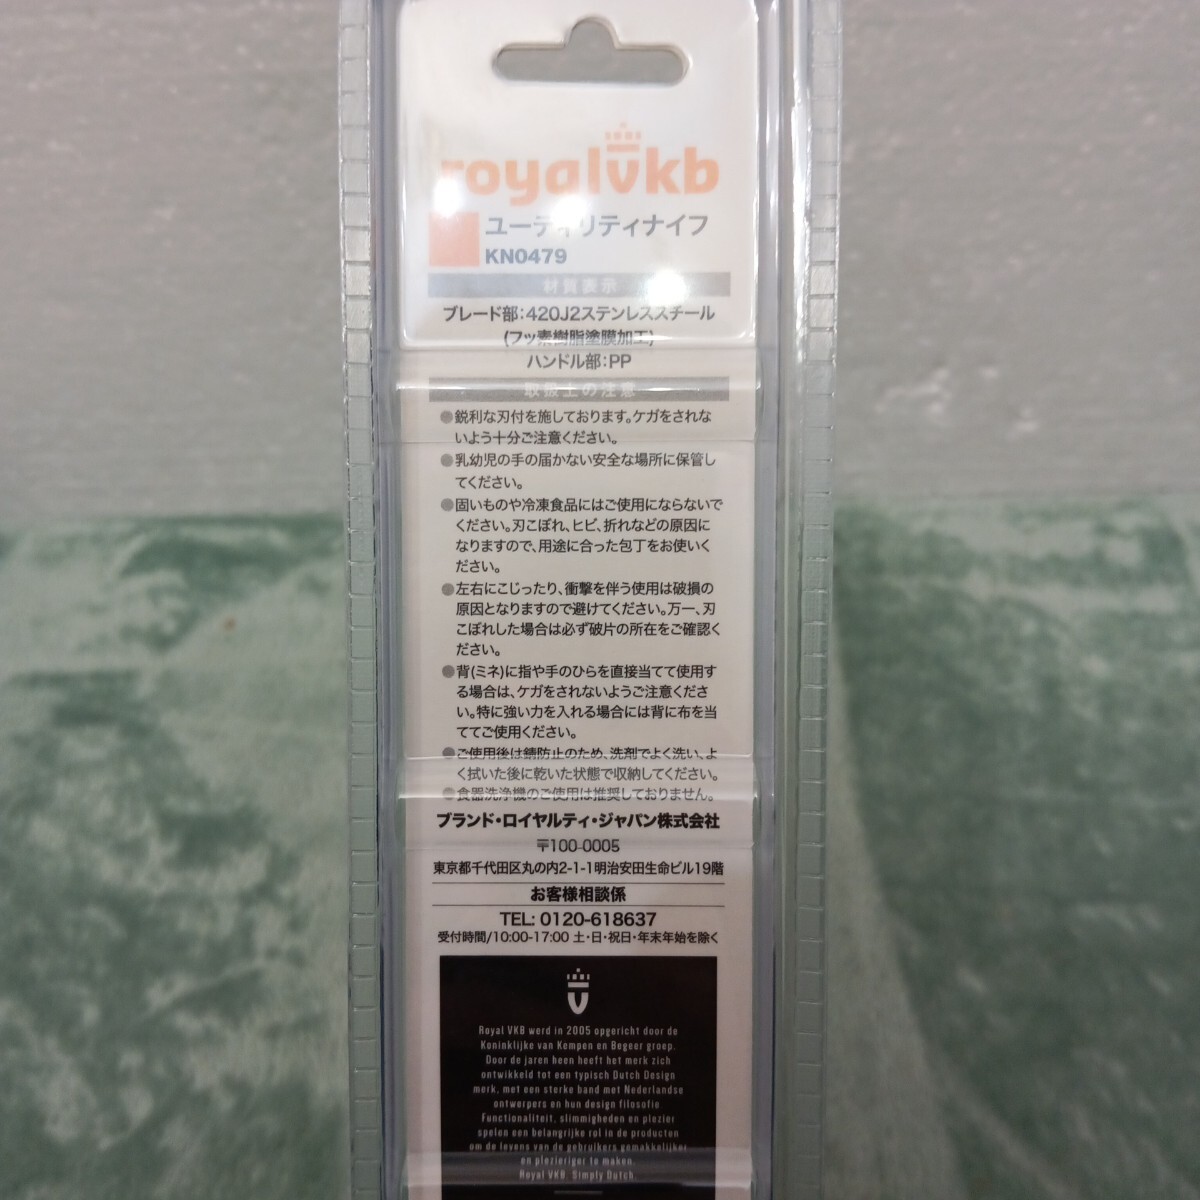 royalvkb
ユーティリティナイフ
KN0479
材質表示
ブレード部:420J2ステンレススチール
(フッ素樹脂塗膜加工)
ハンドル部:PP
取扱上の注意
●鋭利な刃付を施しております。ケガをされな
いよう十分ご注意ください。
●乳幼児の手の届かない安全な場所に保管し
てください。
●固いものや冷凍食品にはご使用にならないで
ください。刃こぼれ、ヒビ、折れなどの原因に
なりますので、用途に合った包丁をお使いく
ださい。
●左右にこじったり、衝撃を伴う使用は破損の
原因となりますので避けてください。万一、刃
こぼれした場合は必ず破片の所在をご確認く
ださい。
●背(ミネ)に指や手のひらを直接当てて使用す
る場合は、ケガをされないようご注意くださ
い。特に強い力を入れる場合には背に布を当
ててご使用ください。
●ご使用後は錆防止のため、洗剤でよく洗い、よ
く拭いた後に乾いた状態で収納してください。
●食器洗浄機のご使用は推奨しておりません。
ブランド・ロイヤルティ・ジャパン株式会社
〒100-0005
東京都千代田区丸の内2-1-1明治安田生命ビル19階
お客様相談係
TEL: 0120-618637
受付時間/10:00-17:00 土・日・祝日・年末年始を除く
Royal VKB werd in 2005 opgericht door de
Koninklijke van Kempen en Begeer groep.
Door de jaren heen heeft het merk zich
ontwikkeld tot een typisch Dutch Design
merk, met een sterke band met Nederlandse
ontwerpers en hun design filosofie
Functionaliteit, slimmigheden en plezier
spelen een belangrijke rol in de producten
om de levens van de gebruikers gemakkelijker
en plezieriger te maken.
Royal VKB. Simply Dutch.